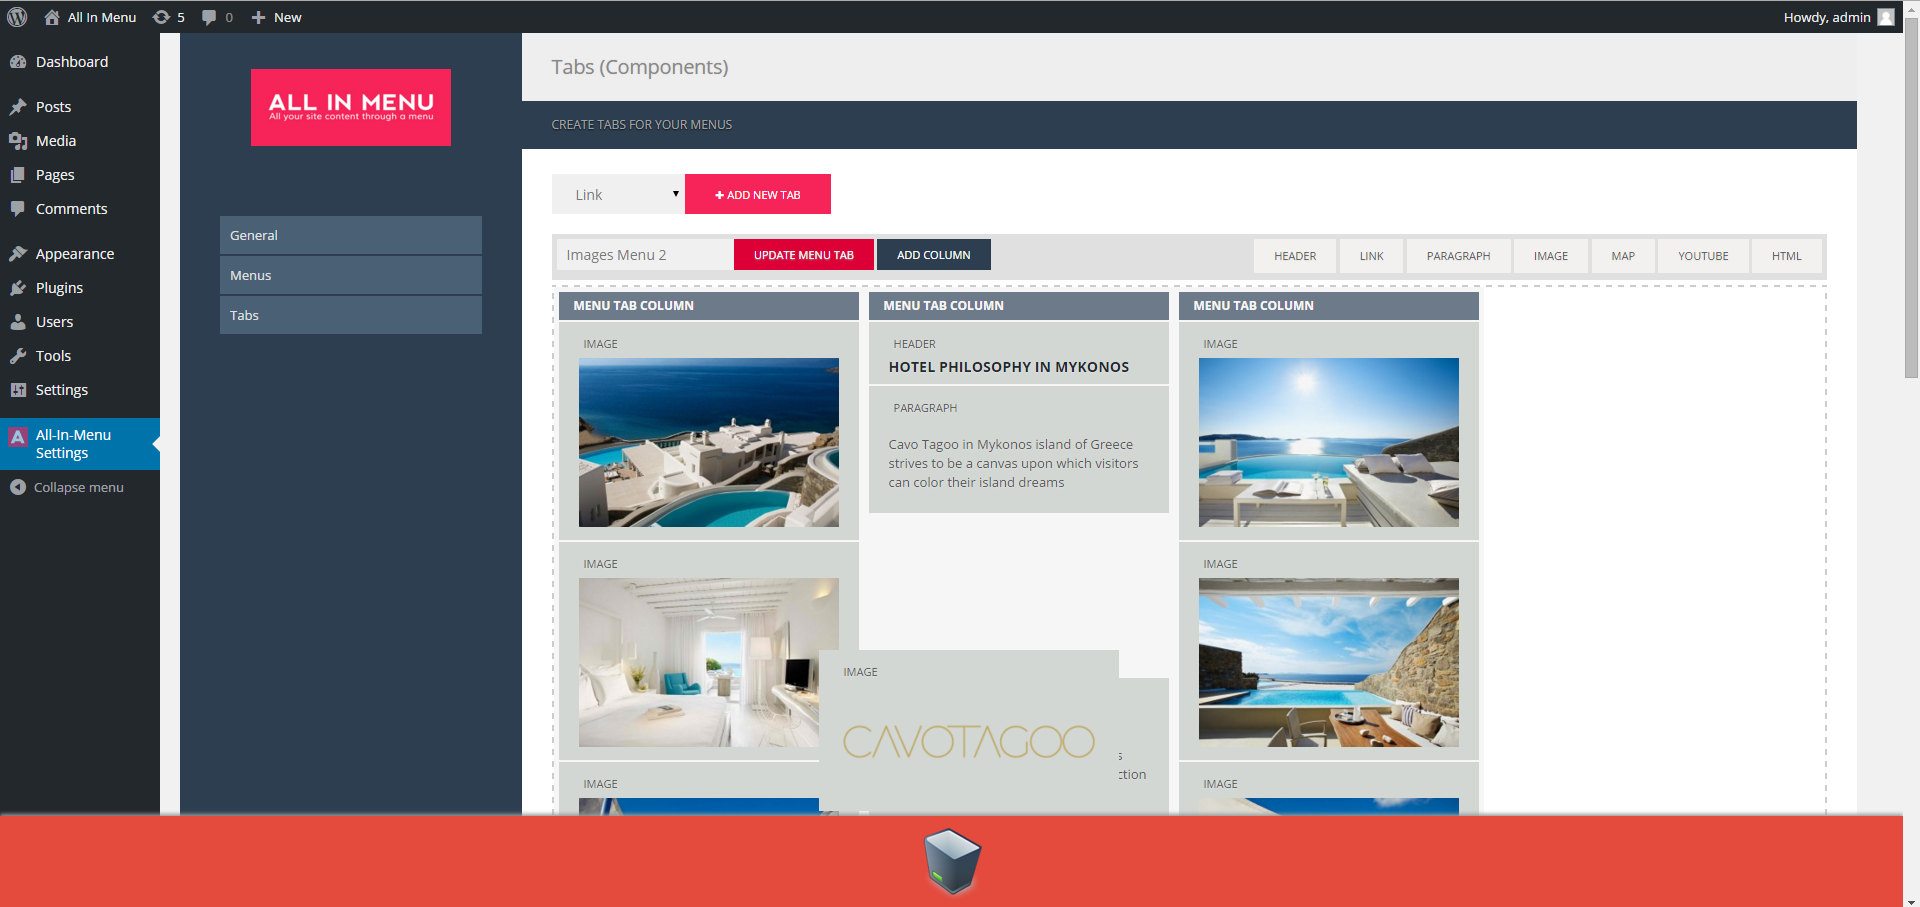 All In Menu
5
0
New
Howdy, admin
Dashboard
Posts
Media
Pages
Comments
Appearance
Plugins
Users
Tools
Settings
All-In-Menu
Settings
Collapse menu
ALL IN MENU
All your site content through a menu
General
Menus
Tabs
Tabs (Components)
CREATE TABS FOR YOUR MENUS
Link
ADD NEW TAB
Images Menu 2
UPDATE MENU TAB
ADD COLUMN
HEADER
LINK
PARAGRAPH
IMAGE
MAP
YOUTUBE
HTML
MENU TAB COLUMN
IMAGE
IMAGE
IMAGE
MENU TAB COLUMN
HEADER
HOTEL PHILOSOPHY IN MYKONOS
PARAGRAPH
Cavo Tagoo in Mykonos island of Greece
strives to be a canvas upon which visitors
can color their island dreams
IMAGE
CAVOTAGOO
s
ction
MENU TAB COLUMN
IMAGE
IMAGE
IMAGE